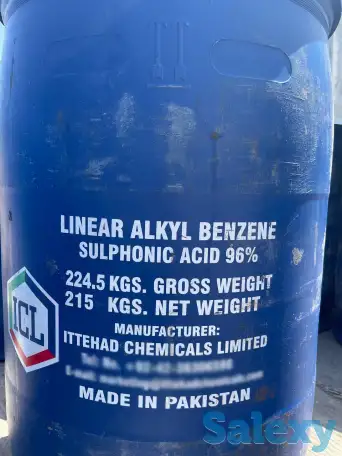 LINEAR ALKYL BENZENE
SULPHONIC ACID 96%
224.5 KGS. GROSS WEIGHT
215 KGS. NET WEIGHT
MANUFACTURER:
ICL
ITTEHAD CHEMICALS LIMITED
MADE IN PAKISTAN
Salexy